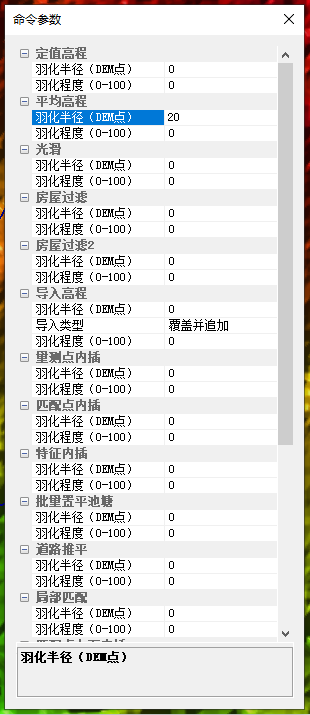 命令参数
定值高程
羽化半径（DEM点） 0
羽化程度（0-100） 0
平均高程
羽化半径（DEM点） 20
羽化程度（0-100） 0
光滑
羽化半径（DEM点） 0
羽化程度（0-100） 0
房屋过滤
羽化半径（DEM点） 0
羽化程度（0-100） 0
房屋过滤2
羽化半径（DEM点） 0
羽化程度（0-100） 0
导入高程
羽化半径（DEM点） 0
导入类型 覆盖并追加
羽化程度（0-100） 0
量测点内插
羽化半径（DEM点） 0
羽化程度（0-100） 0
匹配点内插
羽化半径（DEM点） 0
羽化程度（0-100） 0
特征内插
羽化半径（DEM点） 0
羽化程度（0-100） 0
批量置平池塘
羽化半径（DEM点） 0
羽化程度（0-100） 0
道路推平
羽化半径（DEM点） 0
羽化程度（0-100） 0
局部匹配
羽化半径（DEM点） 0
羽化程度（0-100） 0
羽化半径（DEM点）